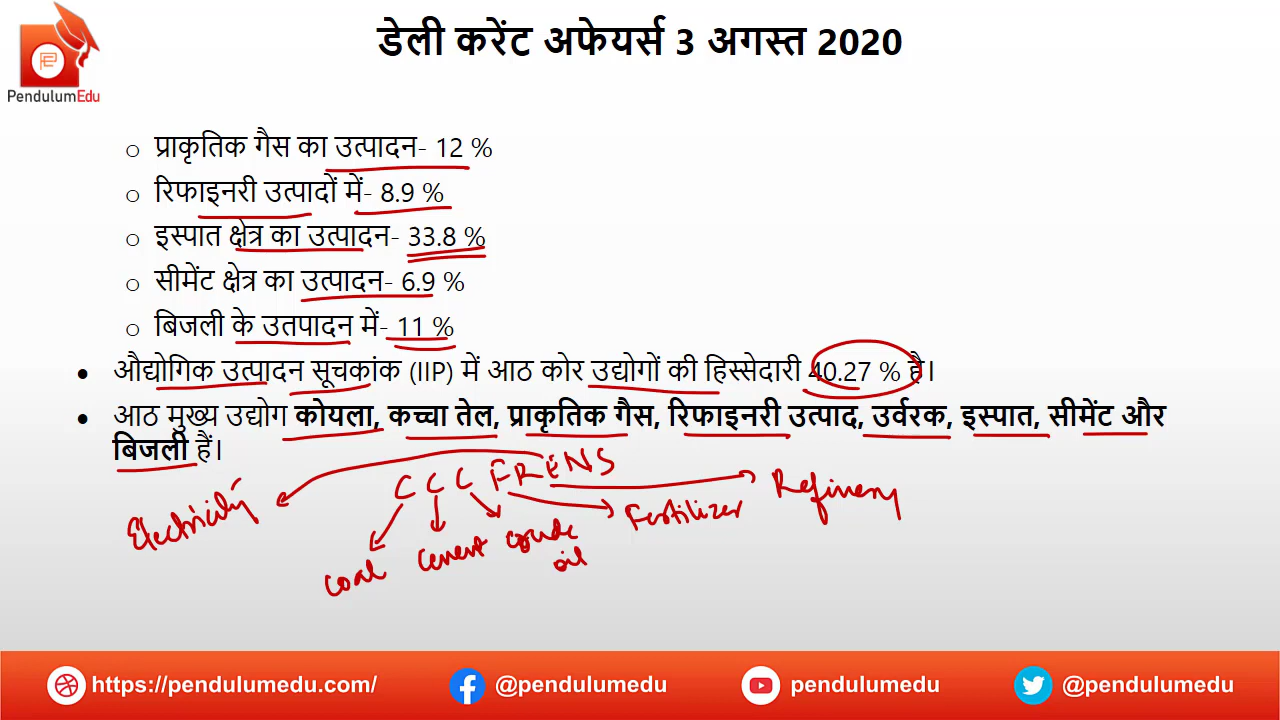 डेली करेंट अफेयर्स 3 अगस्त 2020
PendulumEdu
○ प्राकृतिक गैस का उत्पादन- 12 %
○ रिफाइनरी उत्पादों में- 8.9 %
○ इस्पात क्षेत्र का उत्पादन- 33.8 %
○ सीमेंट क्षेत्र का उत्पादन- 6.9 %
○ बिजली के उतपादन में- 11 %
• औद्योगिक उत्पादन सूचकांक (IIP) में आठ कोर उद्योगों की हिस्सेदारी 40.27 % है।
• आठ मुख्य उद्योग कोयला, कच्चा तेल, प्राकृतिक गैस, रिफाइनरी उत्पाद, उर्वरक, इस्पात, सीमेंट और
बिजली हैं।
C C C F R E N S
Electricity Coal Cement Crude oil Fertilizer Refinery
https://pendulumedu.com/ @pendulumedu pendulumedu @pendulumedu